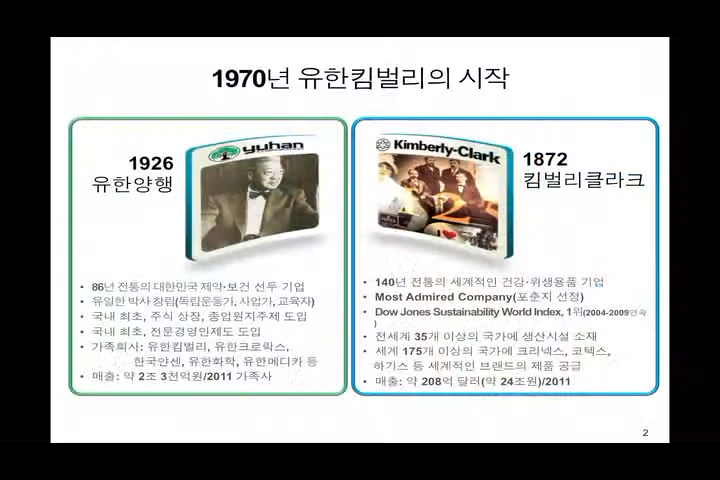 1970년 유한킴벌리의 시작
1926
유한양행
yuhan
• 86년 전통의 대한민국 제약·보건 선두 기업
• 유일한 박사 창립(독립운동가, 사업가, 교육자)
• 국내 최초, 주식 상장, 종업원지주제 도입
• 국내 최초, 전문경영인제도 도입
• 가족회사: 유한킴벌리, 유한크로락스,
한국얀센, 유한화학, 유한메디카 등
• 매출: 약 2조 3천억원/2011 가족사
Kimberly-Clark
1872
킴벌리클라크
• 140년 전통의 세계적인 건강·위생용품 기업
• Most Admired Company(포춘지 선정)
• Dow Jones Sustainability World Index, 1위(2004-2009연속
)
• 전세계 35개 이상의 국가에 생산시설 소재
• 세계 175개 이상의 국가에 크리넥스, 코텍스,
하기스 등 세계적인 브랜드의 제품 공급
• 매출: 약 208억 달러(약 24조원)/2011
2